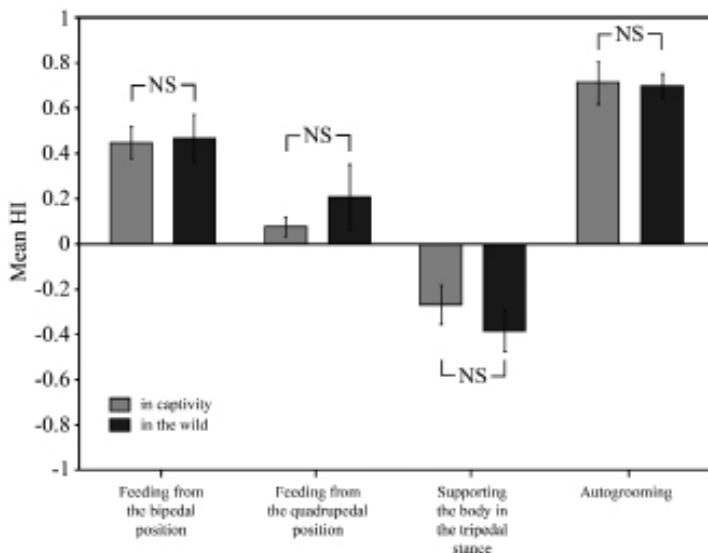 Mean HI
1
0.8
0.6
0.4
0.2
0
-0.2
-0.4
-0.6
-0.8
-1
NS
NS
NS
NS
in captivity
in the wild
Feeding from
the bipedal
position
Feeding from
the quadrupedal
position
Supporting
the body in
the tripedal
stance
Autogrooming